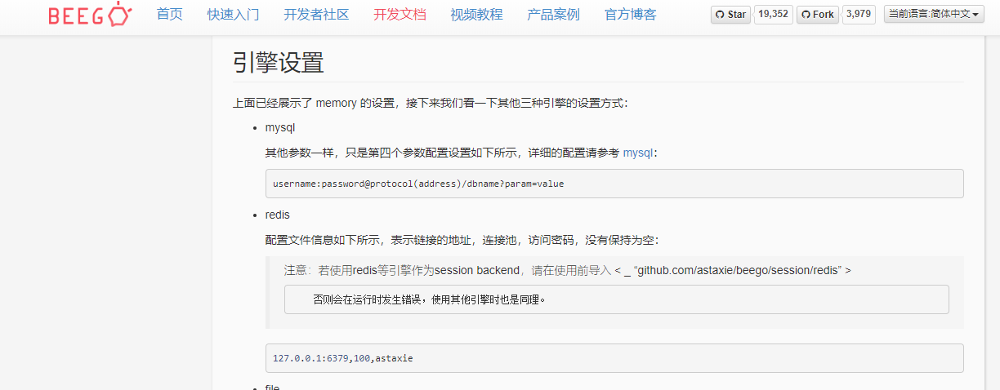 BEEGO 首页 快速入门 开发者社区 开发文档 视频教程 产品案例 官方博客 Star 19,352 Fork 3,979 当前语言:简体中文
引擎设置
上面已经展示了 memory 的设置，接下来我们看一下其他三种引擎的设置方式：
mysql
其他参数一样，只是第四个参数配置设置如下所示，详细的配置请参考 mysql：
username:password@protocol(address)/dbname?param=value
redis
配置文件信息如下所示，表示链接的地址，连接池，访问密码，没有保持为空：
注意：若使用redis等引擎作为session backend，请在使用前导入 < _ “github.com/astaxie/beego/session/redis” >
否则会在运行时发生错误，使用其他引擎时也是同理。
127.0.0.1:6379,100,astaxie
file